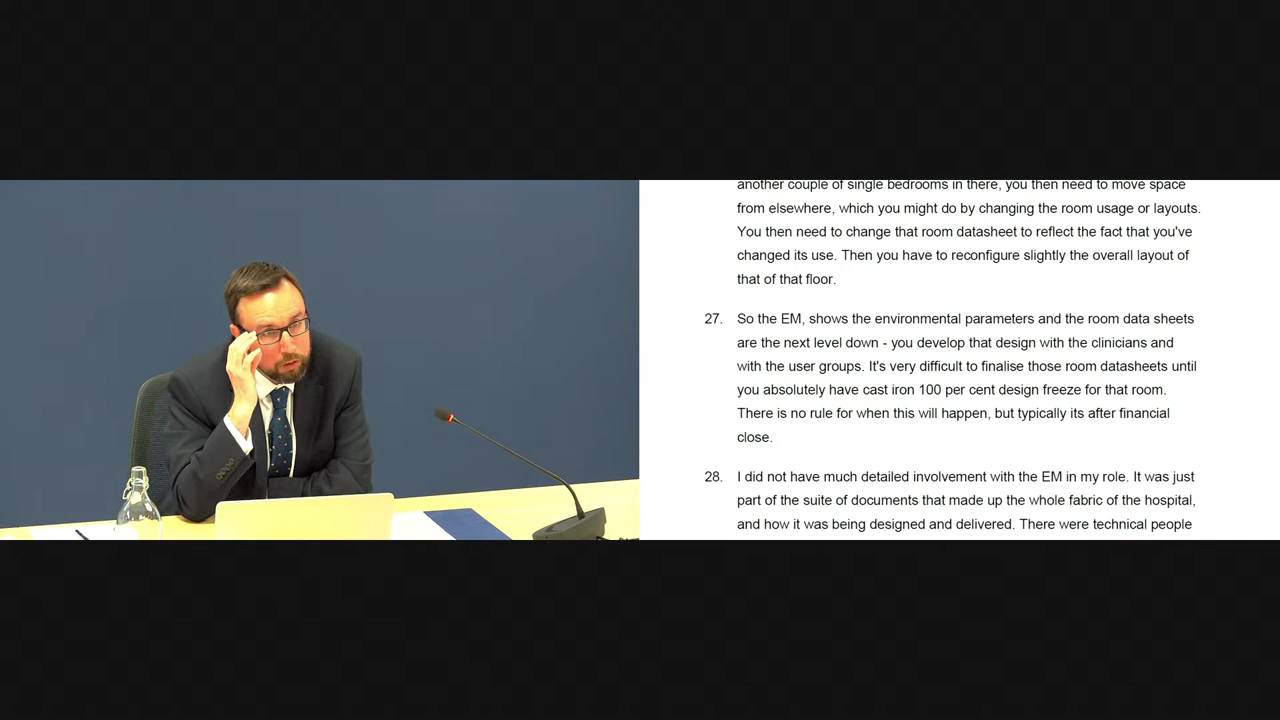 another couple of single bedrooms in there, you then need to move space
from elsewhere, which you might do by changing the room usage or layouts.
You then need to change that room datasheet to reflect the fact that you've
changed its use. Then you have to reconfigure slightly the overall layout of
that of that floor.
27. So the EM, shows the environmental parameters and the room data sheets
are the next level down - you develop that design with the clinicians and
with the user groups. It's very difficult to finalise those room datasheets until
you absolutely have cast iron 100 per cent design freeze for that room.
There is no rule for when this will happen, but typically its after financial
close.
28. I did not have much detailed involvement with the EM in my role. It was just
part of the suite of documents that made up the whole fabric of the hospital,
and how it was being designed and delivered. There were technical people